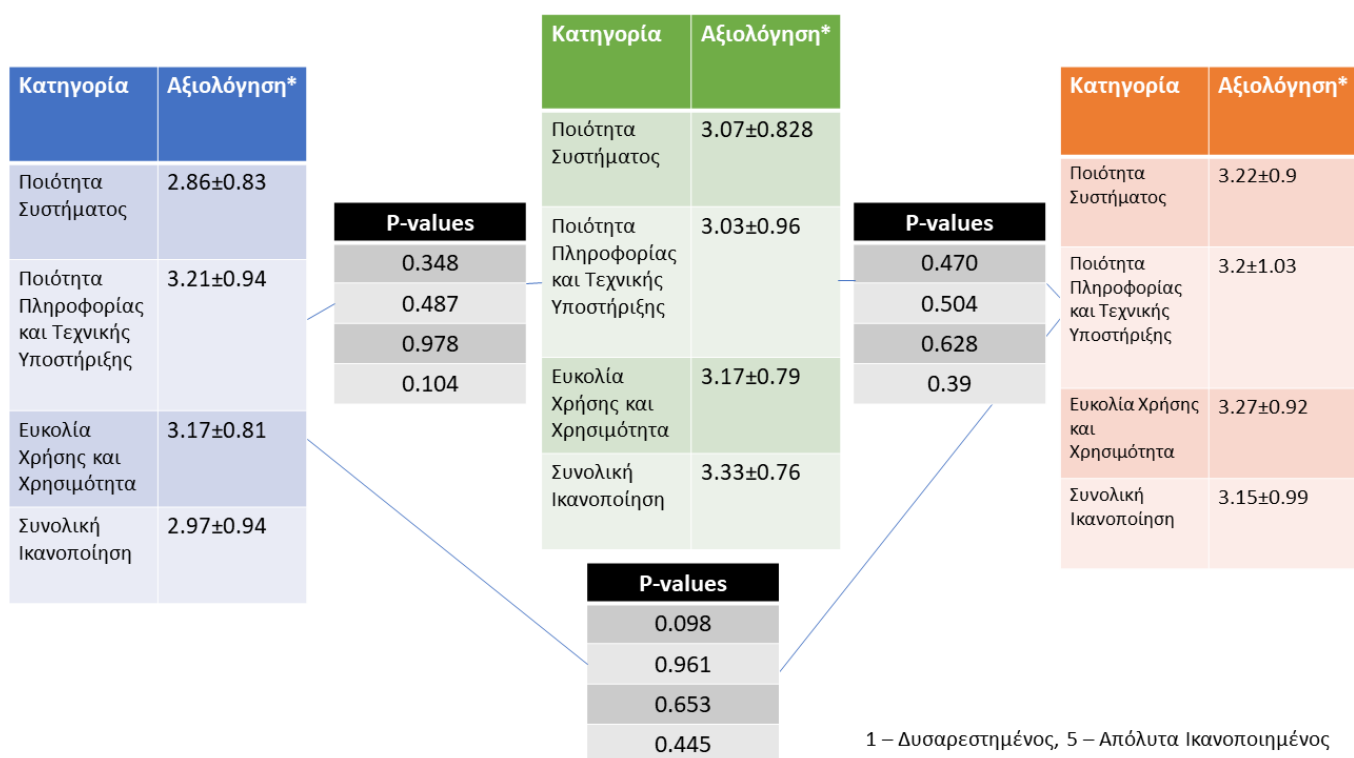 Κατηγορία Αξιολόγηση*
Ποιότητα
Συστήματος
2.86±0.83
Ποιότητα
Πληροφορίας
και Τεχνικής
Υποστήριξης
3.21±0.94
Ευκολία
Χρήσης και
Χρησιμότητα
3.17±0.81
Συνολική
Ικανοποίηση
2.97±0.94
P-values
0.348
0.487
0.978
0.104
Κατηγορία Αξιολόγηση*
Ποιότητα
Συστήματος
3.07±0.828
Ποιότητα
Πληροφορίας
και Τεχνικής
Υποστήριξης
3.03±0.96
Ευκολία
Χρήσης και
Χρησιμότητα
3.17±0.79
Συνολική
Ικανοποίηση
3.33±0.76
P-values
0.470
0.504
0.628
0.39
Κατηγορία Αξιολόγηση*
Ποιότητα
Συστήματος
3.22±0.9
Ποιότητα
Πληροφορίας
και Τεχνικής
Υποστήριξης
3.2±1.03
Ευκολία Χρήσης
και
Χρησιμότητα
3.27±0.92
Συνολική
Ικανοποίηση
3.15±0.99
P-values
0.098
0.961
0.653
0.445
1 – Δυσαρεστημένος, 5 – Απόλυτα Ικανοποιημένος